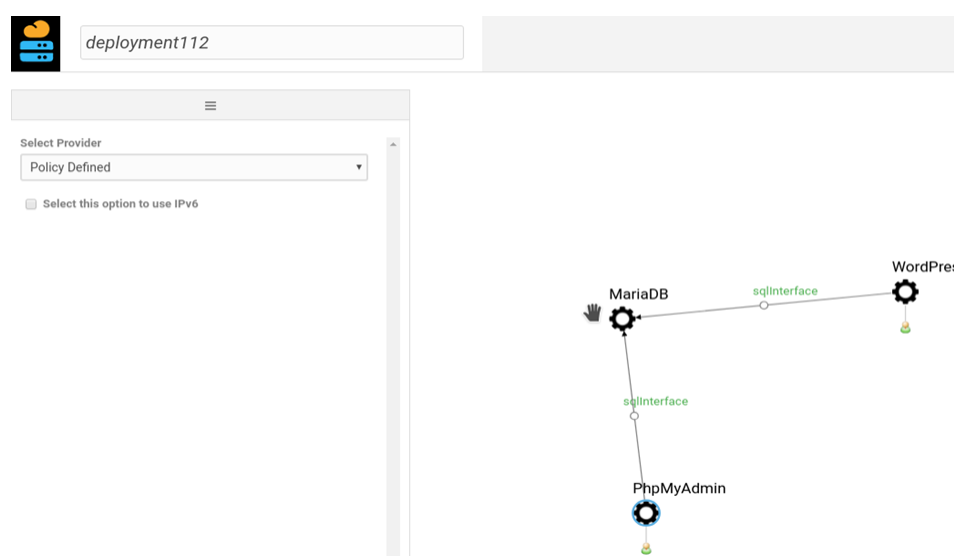 deployment112
Select Provider
Policy Defined
Select this option to use IPv6
WordPres
MariaDB
sqlInterface
sqlInterface
PhpMyAdmin